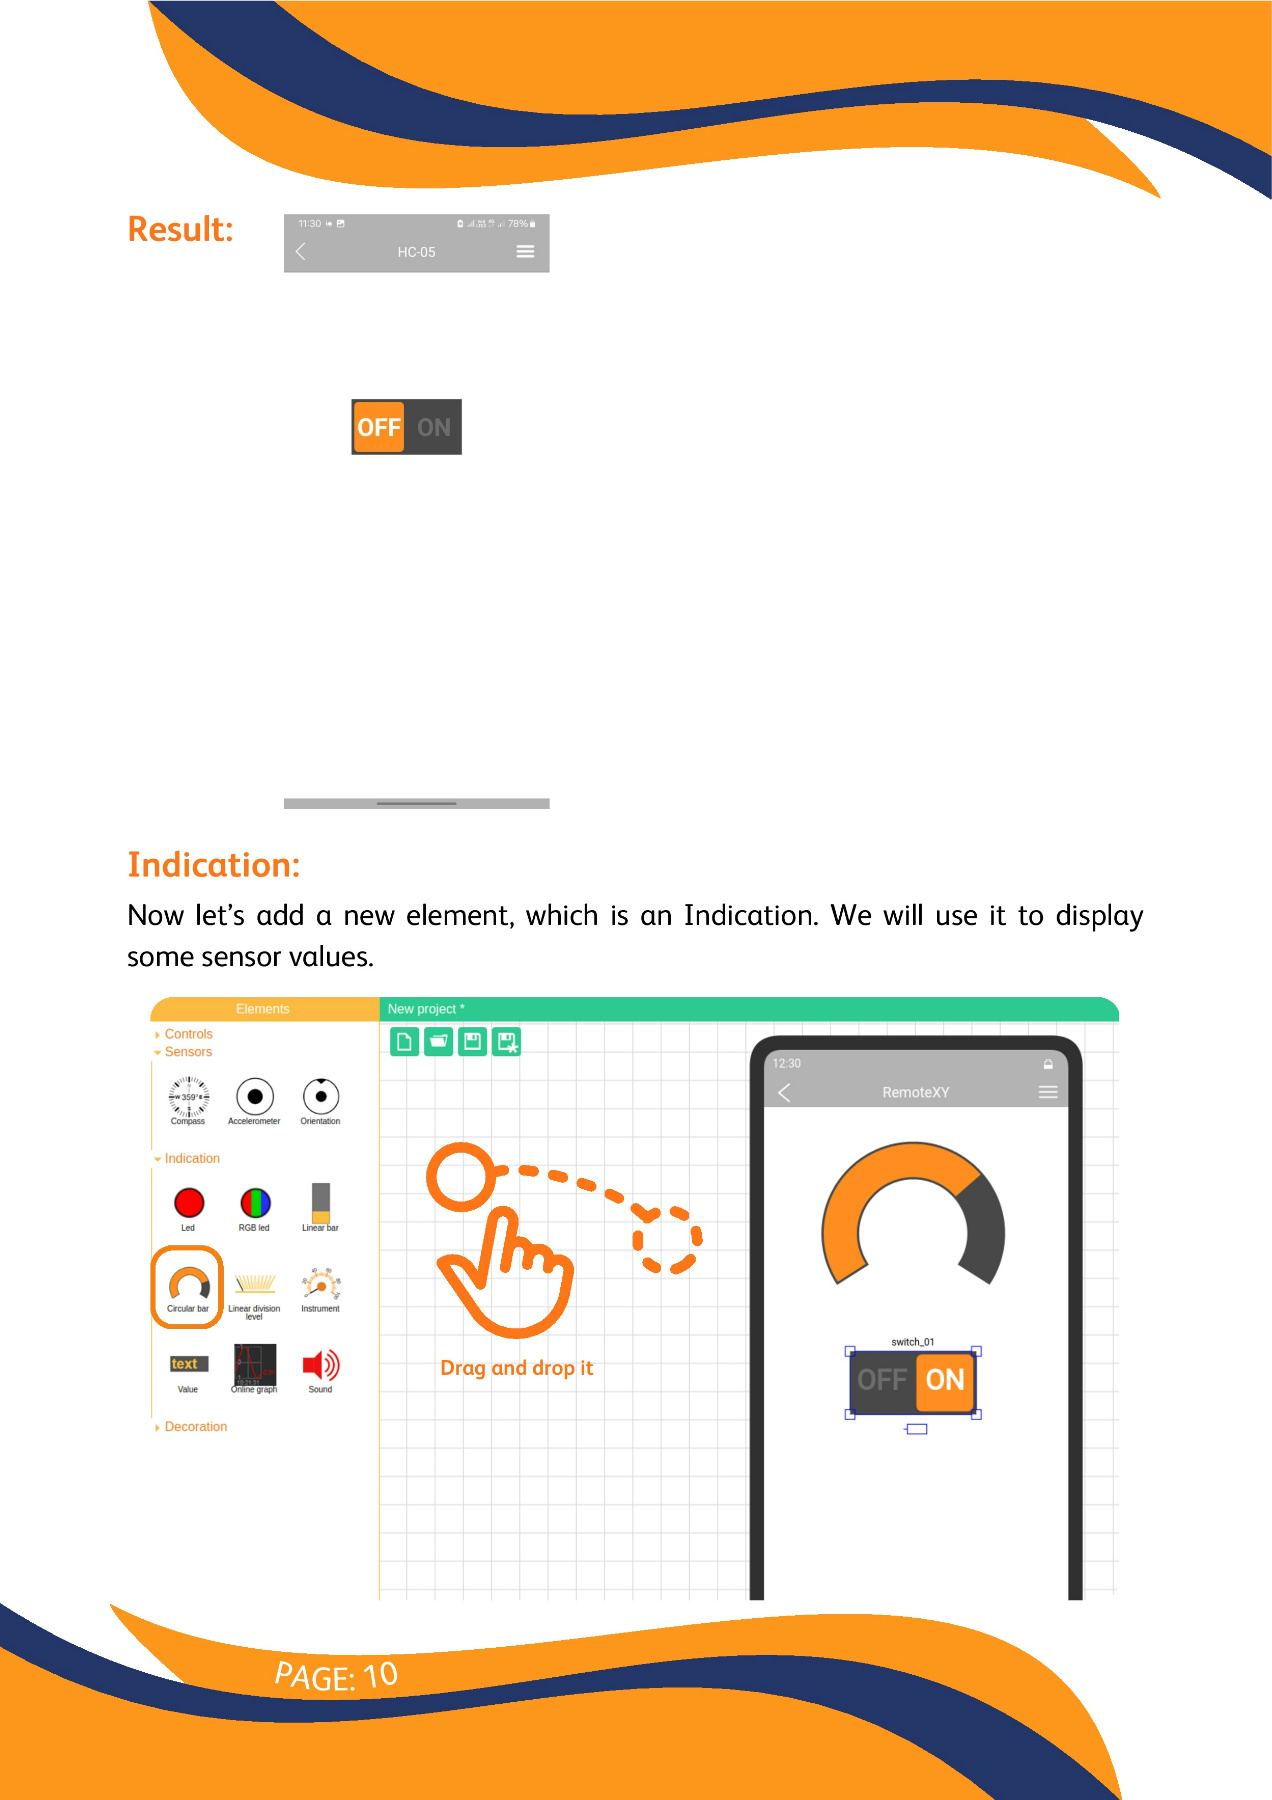 Result:
11:30
78%
HC-05
OFF ON
Indication:
Now let's add a new element, which is an Indication. We will use it to display
some sensor values.
Elements
New project *
Controls
Sensors
W 359° E
Compass
Accelerometer
Orientation
Indication
Led
RGB led
Linear bar
Circular bar
Linear division
level
Instrument
text
Value
Online graph
Sound
Decoration
Drag and drop it
12:30
RemoteXY
switch_01
OFF ON
PAGE: 10